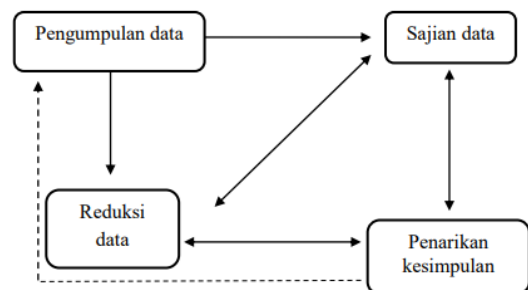 Pengumpulan data
Sajian data
Reduksi
data
Penarikan
kesimpulan